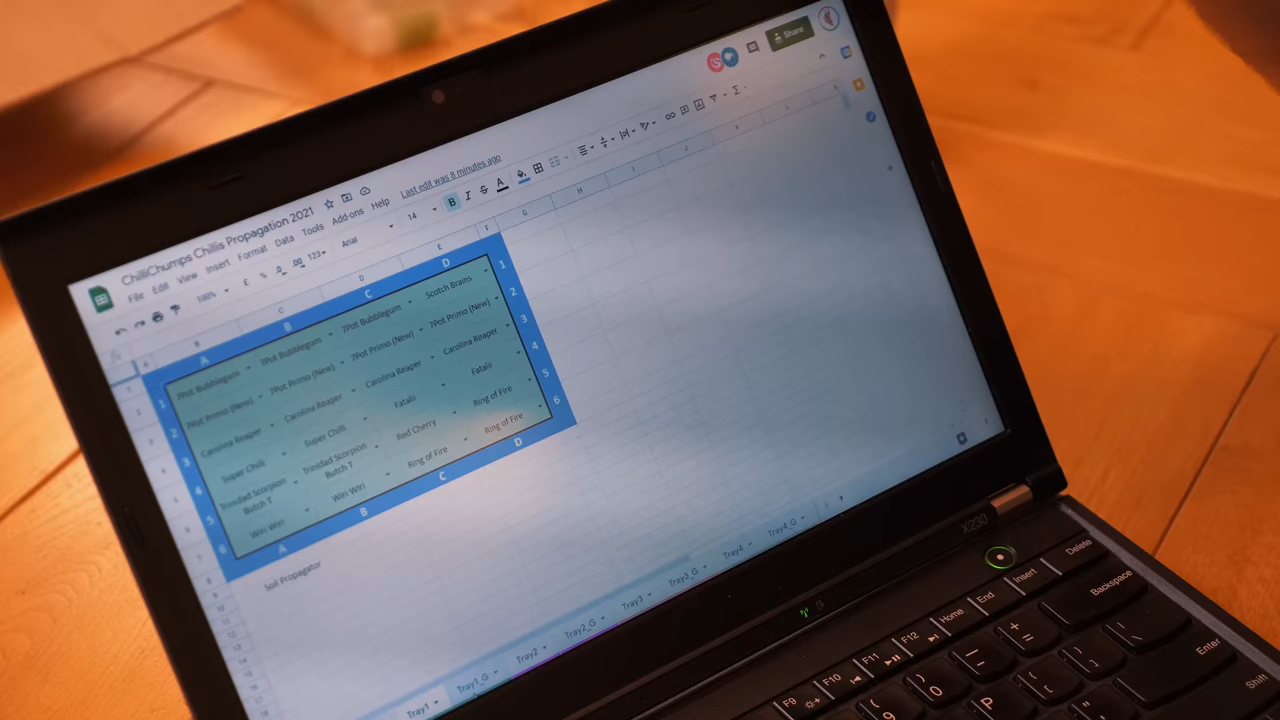 ChilliChumps Chillis Propagation 2021
Share
File Edit View Insert Format Data Tools Add-ons Help Last edit was 8 minutes ago
100% £ % .0 .00 123 Arial 14 B I S A
B C D E F G H I J K L
A B C D
1 7Pot Bubblegum 7Pot Bubblegum 7Pot Bubblegum Scotch Brains 1
2 7Pot Primo (New) 7Pot Primo (New) 7Pot Primo (New) 7Pot Primo (New) 2
3 Carolina Reaper Carolina Reaper Carolina Reaper Carolina Reaper 3
4 Super Chilli Super Chilli Fatalii Fatalii 4
5 Trinidad Scorpion Butch T Trinidad Scorpion Butch T Red Cherry Ring of Fire 5
6 Wiri Wiri Wiri Wiri Ring of Fire Ring of Fire 6
A B C D
Soil Propagator
Tray1 Tray1_G Tray2 Tray2_G Tray3 Tray3_G Tray4 Tray4_G
X230
F9 F10 F11 F12 Home End Insert Delete
( 9 ) 0 _ - + = Backspace
P { [ } ] | \
" ' Enter
Shift